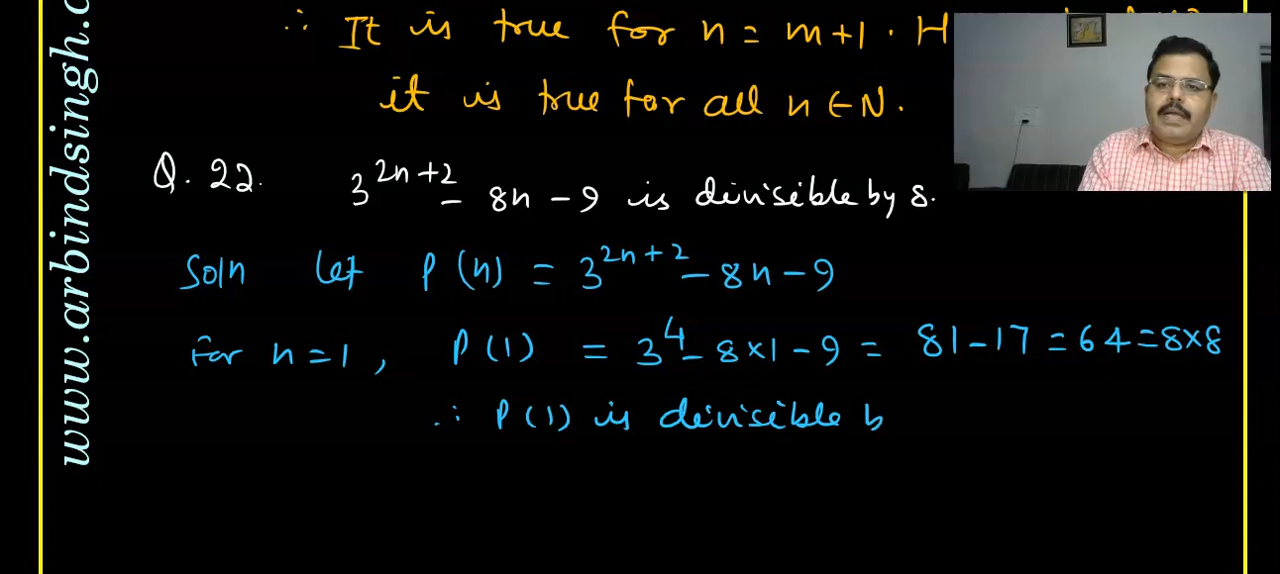 ∴ It is true for n = m+1 . H
it is true for all n ∈ N.
Q. 22. 3^{2n+2} - 8n - 9 is divisible by 8.
Soln Let P(n) = 3^{2n+2} - 8n - 9
For n=1, P(1) = 3^4 - 8×1 - 9 = 81-17 = 64 = 8×8
∴ P(1) is divisible b
www.arbindsingh.c